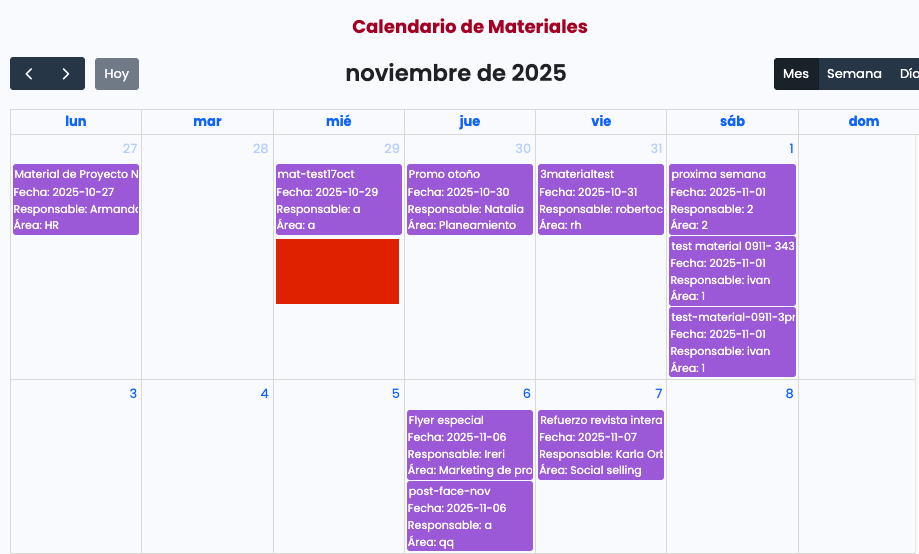 Calendario de Materiales
Hoy
noviembre de 2025
Mes Semana
lun mar mié jue vie sáb dom
27 28 29 30 31 1
Material de Proyecto N
Fecha: 2025-10-27
Responsable:
Área: HR
mat-test17oct
Fecha: 2025-10-29
Responsable: a
Área: a
Promo otoño
Fecha: 2025-10-30
Responsable: Natalia
Área: Planeamiento
3materialtest
Fecha: 2025-10-31
Responsable: robertoc
Área: rh
proxima semana
Fecha: 2025-11-01
Responsable: 2
Área: 2
test material 0911- 343
Fecha: 2025-11-01
Responsable: ivan
Área: 1
test-material-0911-3pr
Fecha: 2025-11-01
Responsable: ivan
Área: 1
3 4 5 6 7 8
Flyer especial
Fecha: 2025-11-06
Responsable: Ireri
Área: Marketing de pro
post-face-nov
Fecha: 2025-11-06
Responsable: a
Área: qq
Refuerzo revista intera
Fecha: 2025-11-07
Responsable: Karla
Área: Social selling